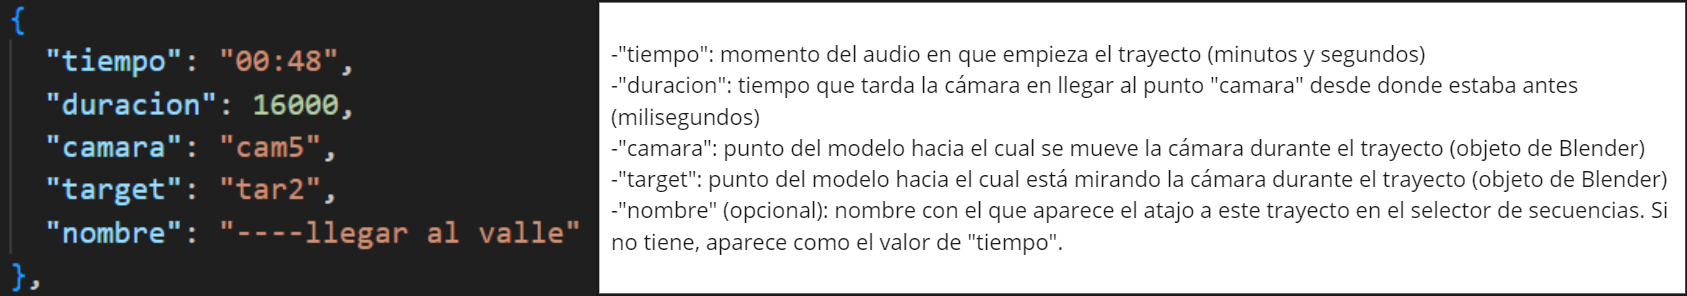 {
"tiempo": "00:48",
"duracion": 16000,
"camara": "cam5",
"target": "tar2",
"nombre": "----llegar al valle"
},
-"tiempo": momento del audio en que empieza el trayecto (minutos y segundos)
-"duracion": tiempo que tarda la cámara en llegar al punto "camara" desde donde estaba antes
(milisegundos)
-"camara": punto del modelo hacia el cual se mueve la cámara durante el trayecto (objeto de Blender)
-"target": punto del modelo hacia el cual está mirando la cámara durante el trayecto (objeto de Blender)
-"nombre" (opcional): nombre con el que aparece el atajo a este trayecto en el selector de secuencias. Si
no tiene, aparece como el valor de "tiempo".